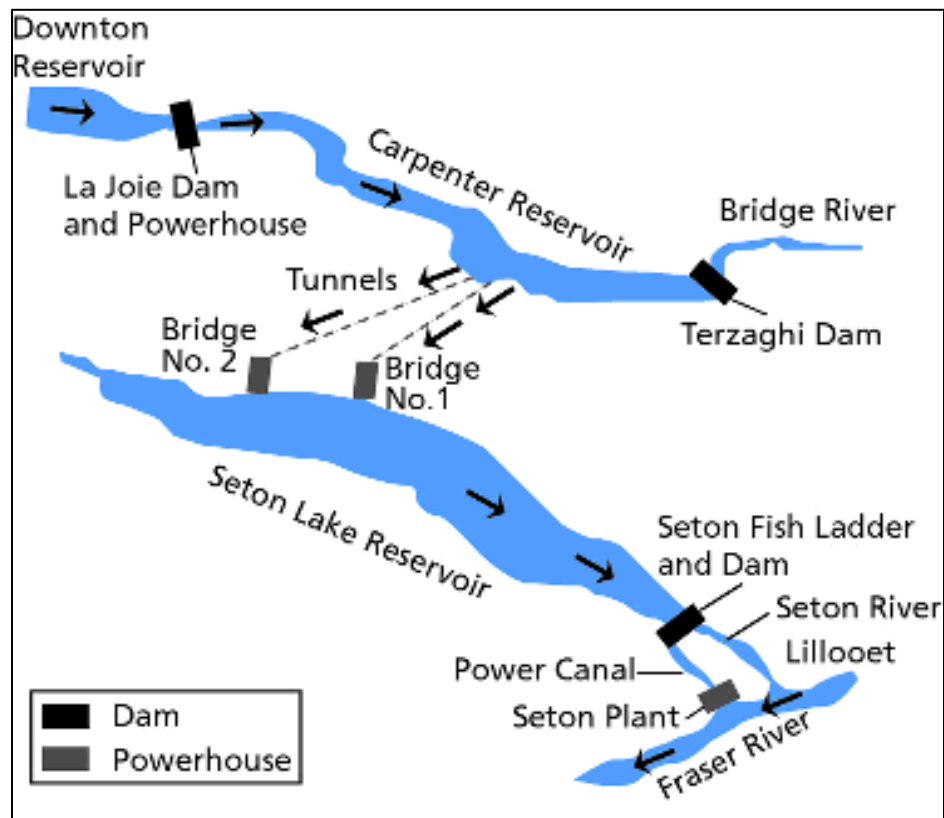 Downton
Reservoir
Carpenter Reservoir
La Joie Dam
and Powerhouse
Bridge River
Tunnels
Terzaghi Dam
Bridge
No. 2
Bridge
No.1
Seton Lake Reservoir
Seton Fish Ladder
and Dam
Seton River
Lillooet
Power Canal
Seton Plant
Fraser River
Dam
Powerhouse